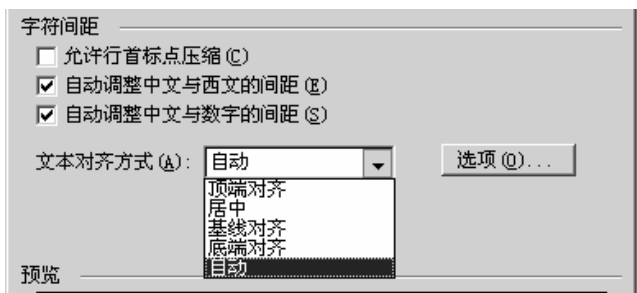 字符间距
允许行首标点压缩(C)
自动调整中文与西文的间距(E)
自动调整中文与数字的间距(S)
文本对齐方式(A): 自动 选项(O)...
顶端对齐
居中
基线对齐
底端对齐
自动
预览